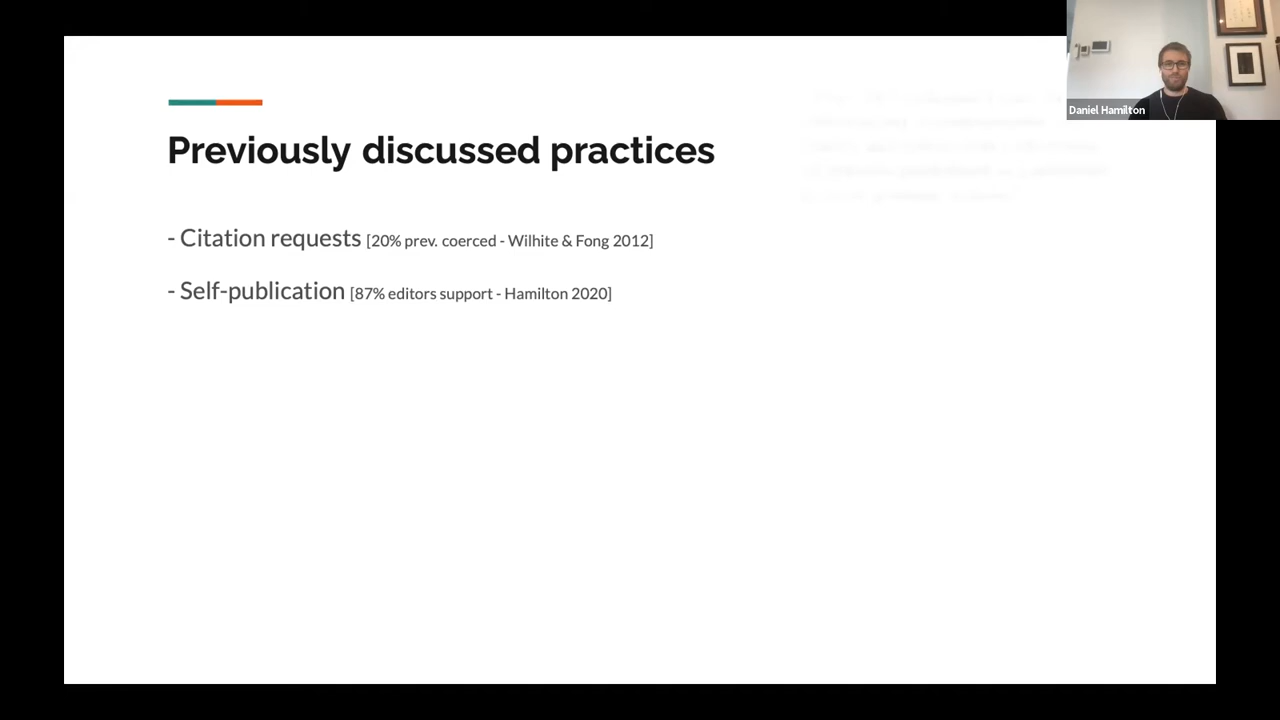 Previously discussed practices
- Citation requests [20% prev. coerced - Wilhite & Fong 2012]
- Self-publication [87% editors support - Hamilton 2020]
Daniel Hamilton